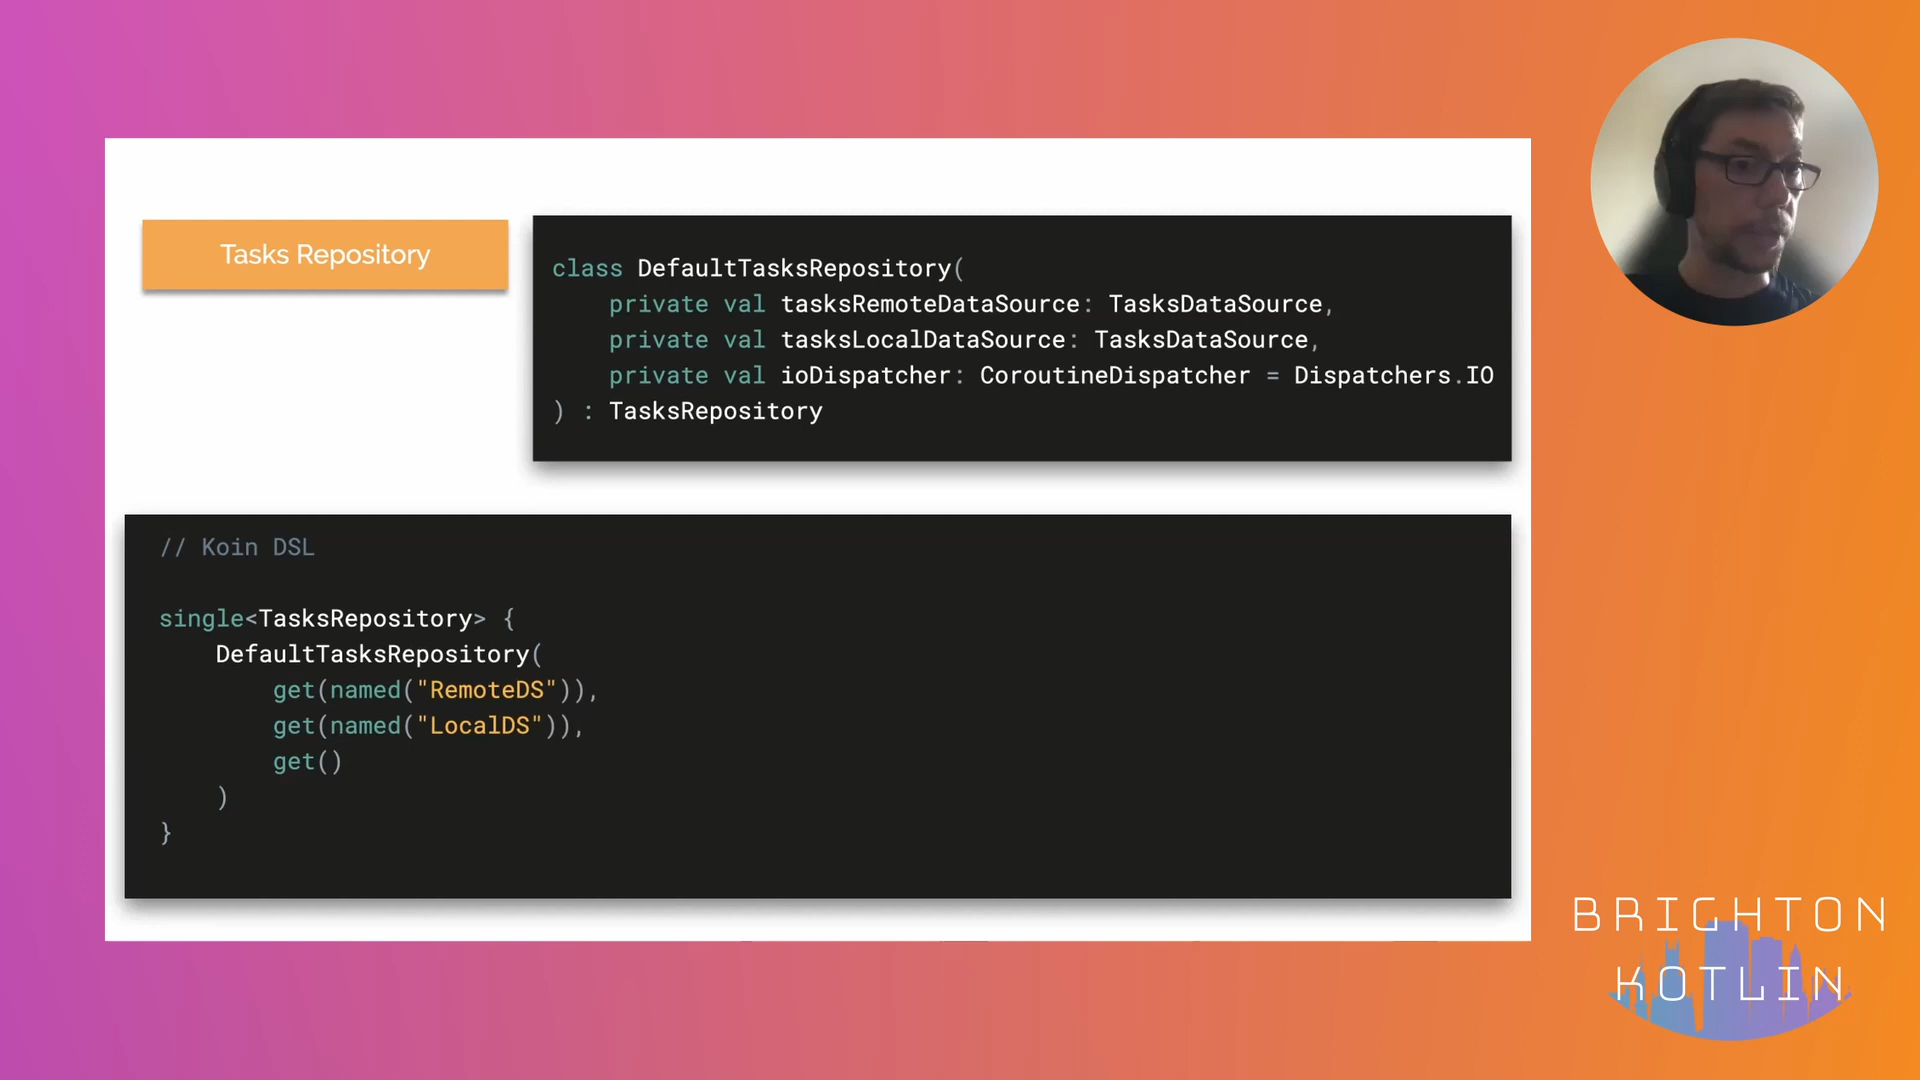 Tasks Repository
class DefaultTasksRepository(
    private val tasksRemoteDataSource: TasksDataSource,
    private val tasksLocalDataSource: TasksDataSource,
    private val ioDispatcher: CoroutineDispatcher = Dispatchers.IO
) : TasksRepository
// Koin DSL
single<TasksRepository> {
    DefaultTasksRepository(
        get(named("RemoteDS")),
        get(named("LocalDS")),
        get()
    )
}
BRIGHTON
KOTLIN